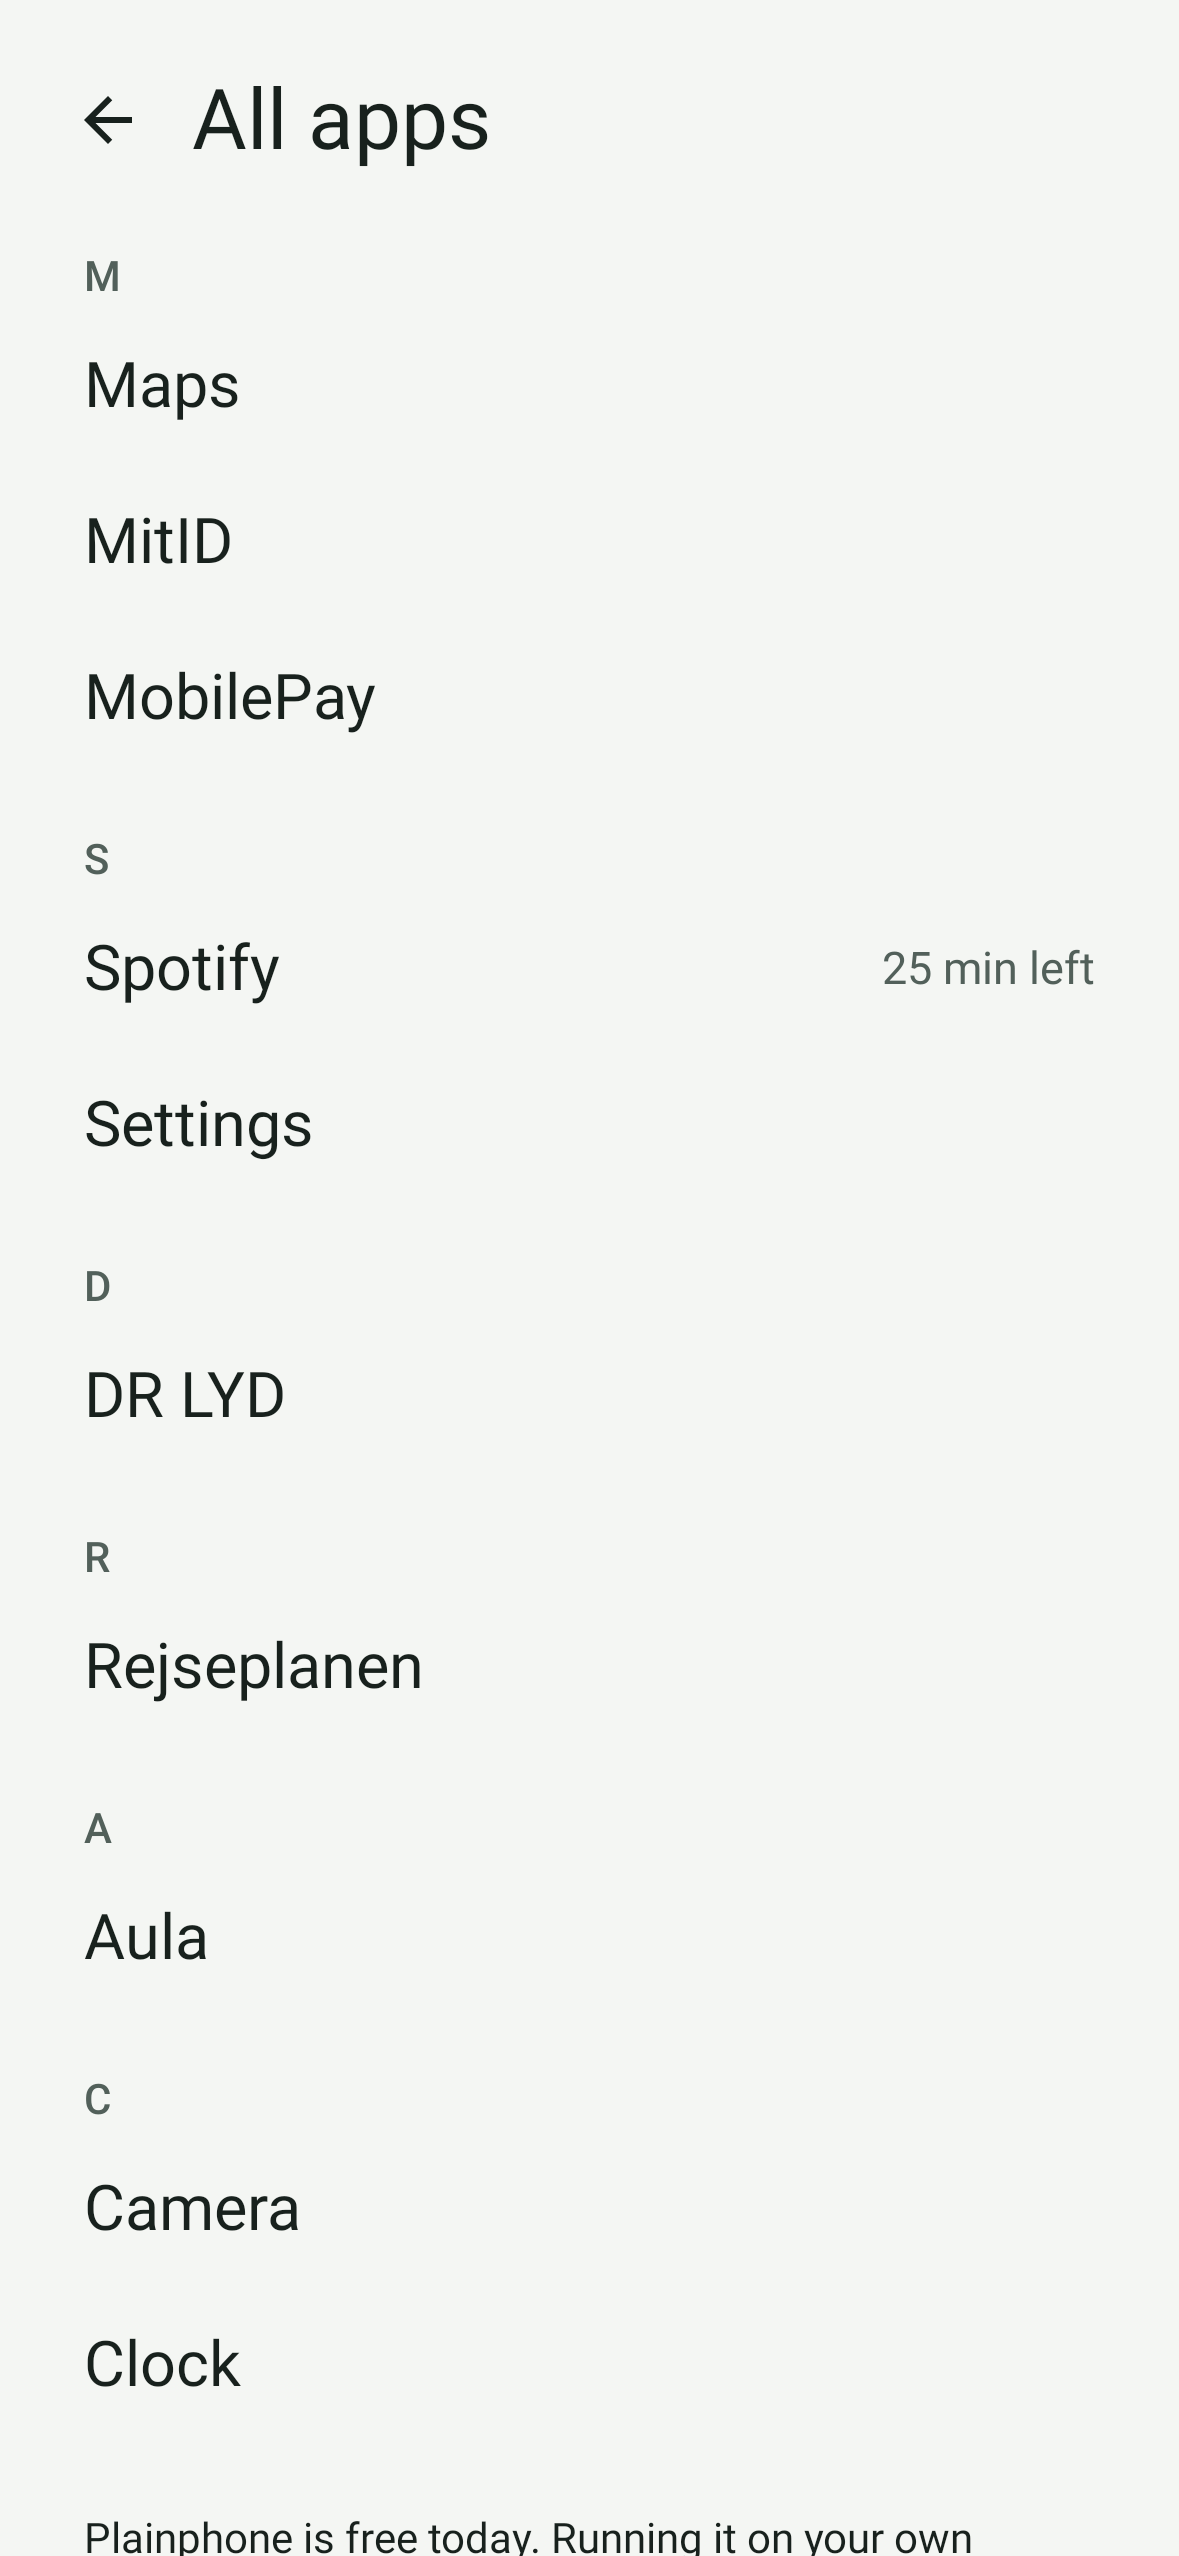 All apps
M
Maps
MitID
MobilePay
S
Spotify 25 min left
Settings
D
DR LYD
R
Rejseplanen
A
Aula
C
Camera
Clock
Plainphone is free today. Running it on your own